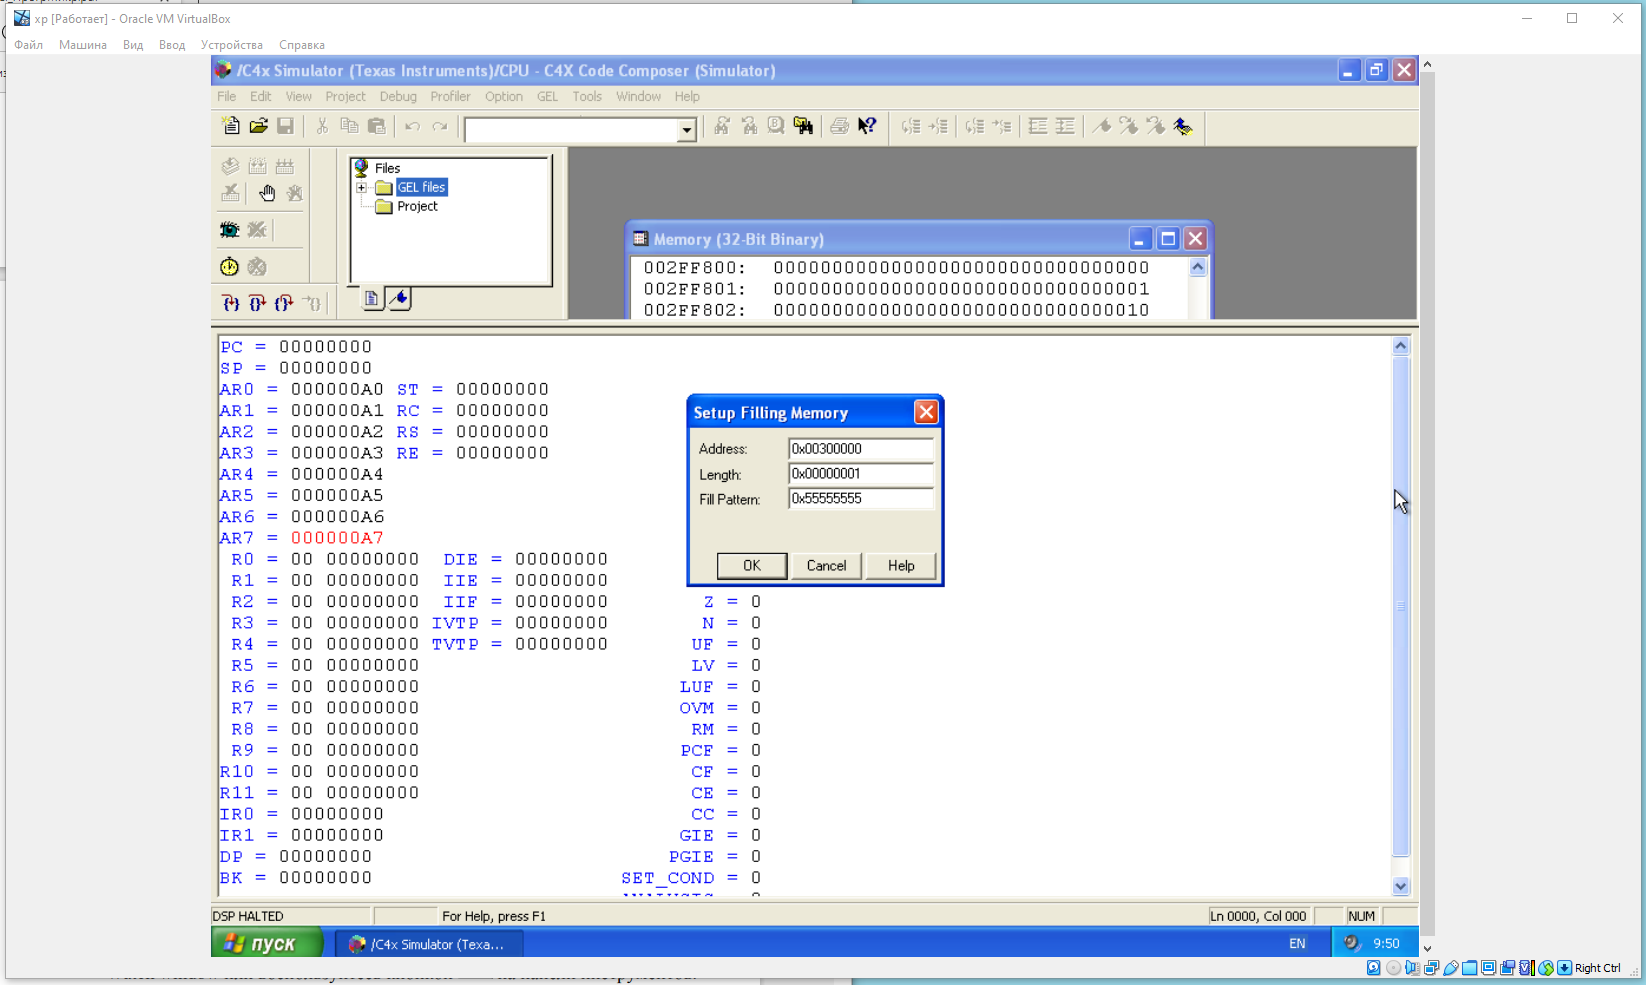 xp [Работает] - Oracle VM VirtualBox
Файл Машина Вид Ввод Устройства Справка
/C4x Simulator (Texas Instruments)/CPU - C4X Code Composer (Simulator)
File Edit View Project Debug Profiler Option GEL Tools Window Help
Files
GEL files
Project
Memory (32-Bit Binary)
002FF800: 00000000000000000000000000000000
002FF801: 00000000000000000000000000000001
002FF802: 00000000000000000000000000000010
PC = 00000000
SP = 00000000
AR0 = 000000A0 ST = 00000000
AR1 = 000000A1 RC = 00000000
AR2 = 000000A2 RS = 00000000
AR3 = 000000A3 RE = 00000000
AR4 = 000000A4
AR5 = 000000A5
AR6 = 000000A6
AR7 = 000000A7
R0 = 00 00000000 DIE = 00000000
R1 = 00 00000000 IIE = 00000000
R2 = 00 00000000 IIF = 00000000 Z = 0
R3 = 00 00000000 IVTP = 00000000 N = 0
R4 = 00 00000000 TVTP = 00000000 UF = 0
R5 = 00 00000000 LV = 0
R6 = 00 00000000 LUF = 0
R7 = 00 00000000 OVM = 0
R8 = 00 00000000 RM = 0
R9 = 00 00000000 PCF = 0
R10 = 00 00000000 CF = 0
R11 = 00 00000000 CE = 0
IR0 = 00000000 CC = 0
IR1 = 00000000 GIE = 0
DP = 00000000 PGIE = 0
BK = 00000000 SET_COND = 0
Setup Filling Memory
Address: 0x00300000
Length: 0x00000001
Fill Pattern: 0x55555555
OK Cancel Help
DSP HALTED For Help, press F1 Ln 0000, Col 000 NUM
пуск /C4x Simulator (Texa... EN 9:50
Right Ctrl